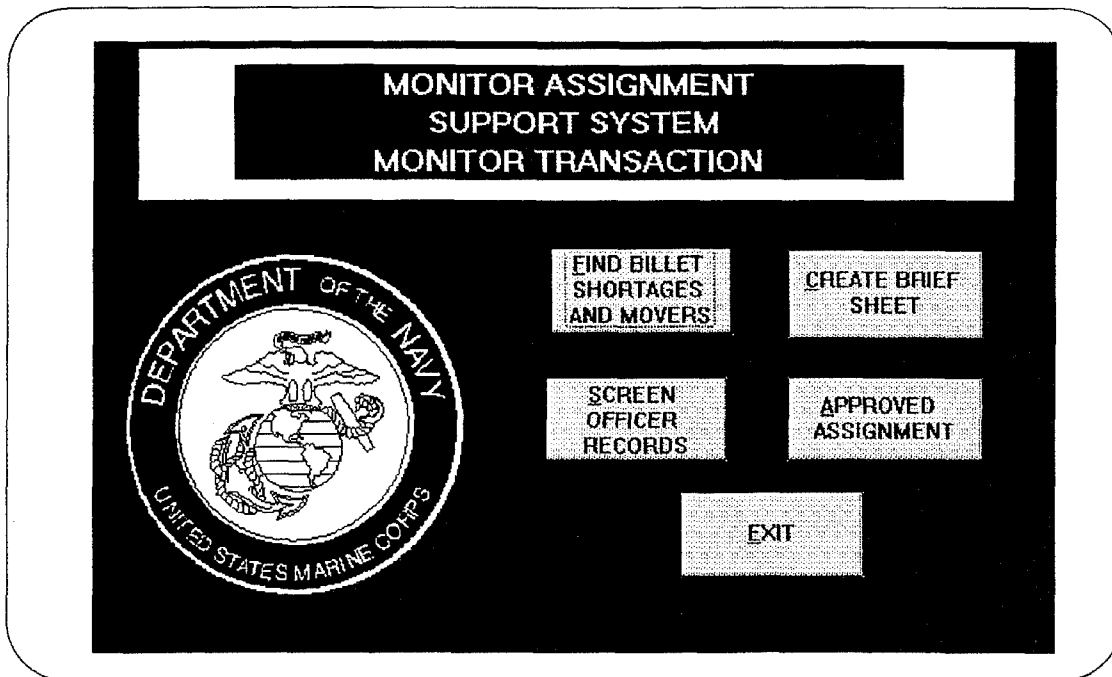 MONITOR ASSIGNMENT
SUPPORT SYSTEM
MONITOR TRANSACTION
DEPARTMENT OF THE NAVY
UNITED STATES MARINE CORPS
FIND BILLET
SHORTAGES
AND MOVERS
CREATE BRIEF
SHEET
SCREEN
OFFICER
RECORDS
APPROVED
ASSIGNMENT
EXIT